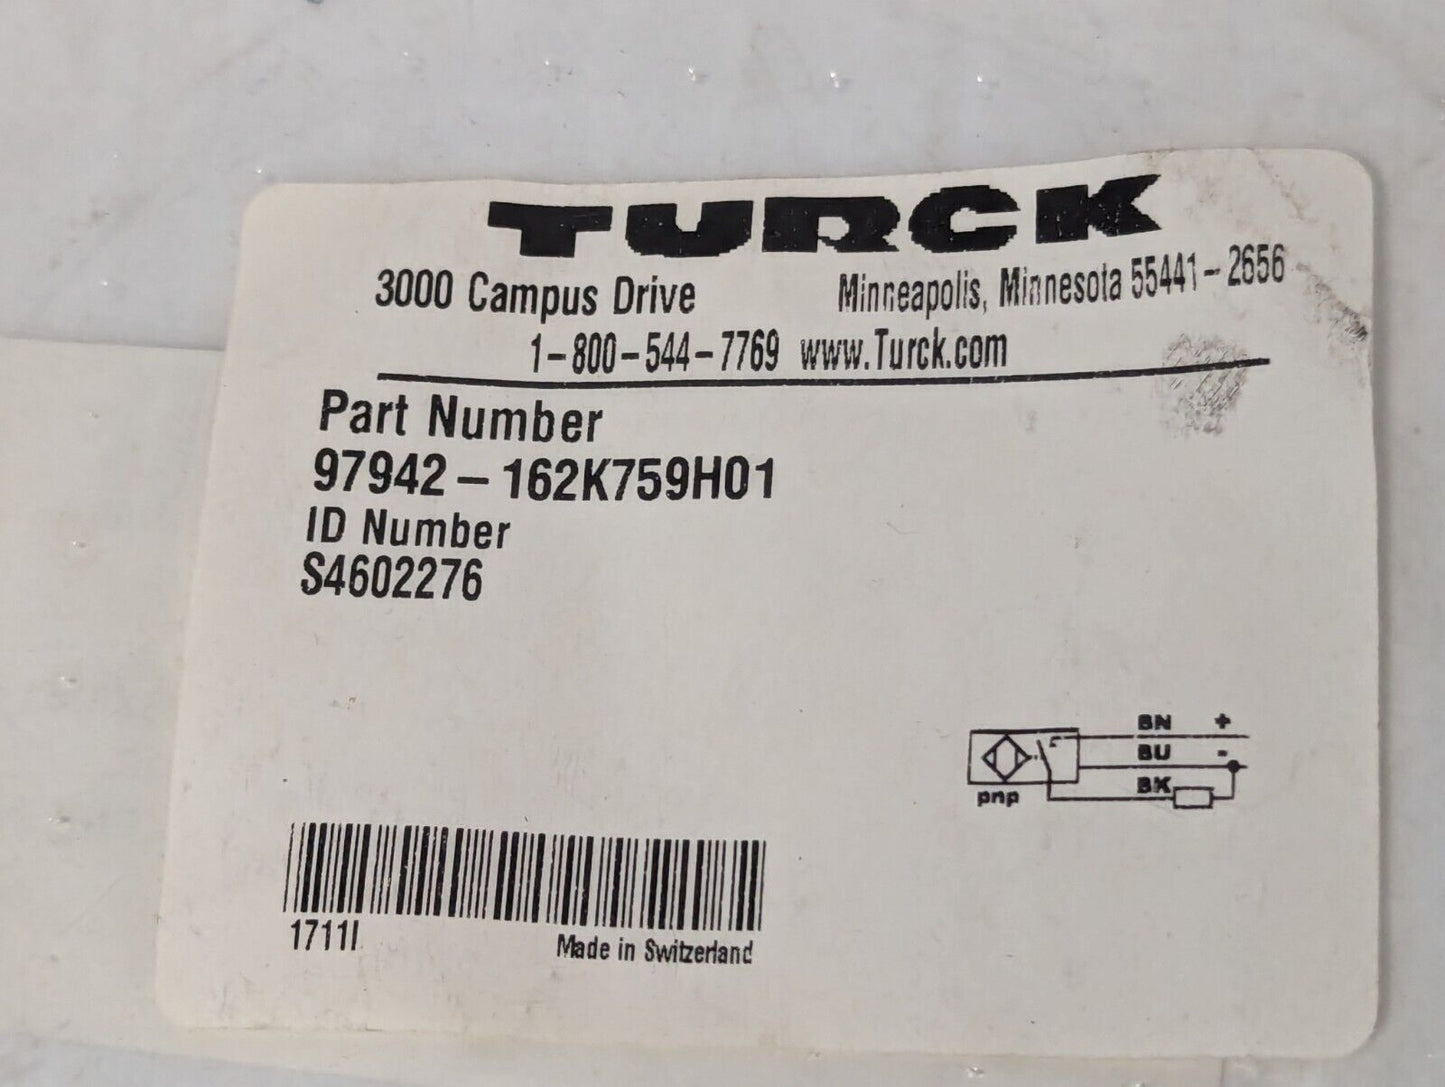 TURCK
3000 Campus Drive Minneapolis, Minnesota 55441-2656
1-800-544-7769 www.Turck.com
Part Number
97942-162K759H01
ID Number
S4602276
BN +
BU -
BK
pnp
1711I
Made in Switzerland